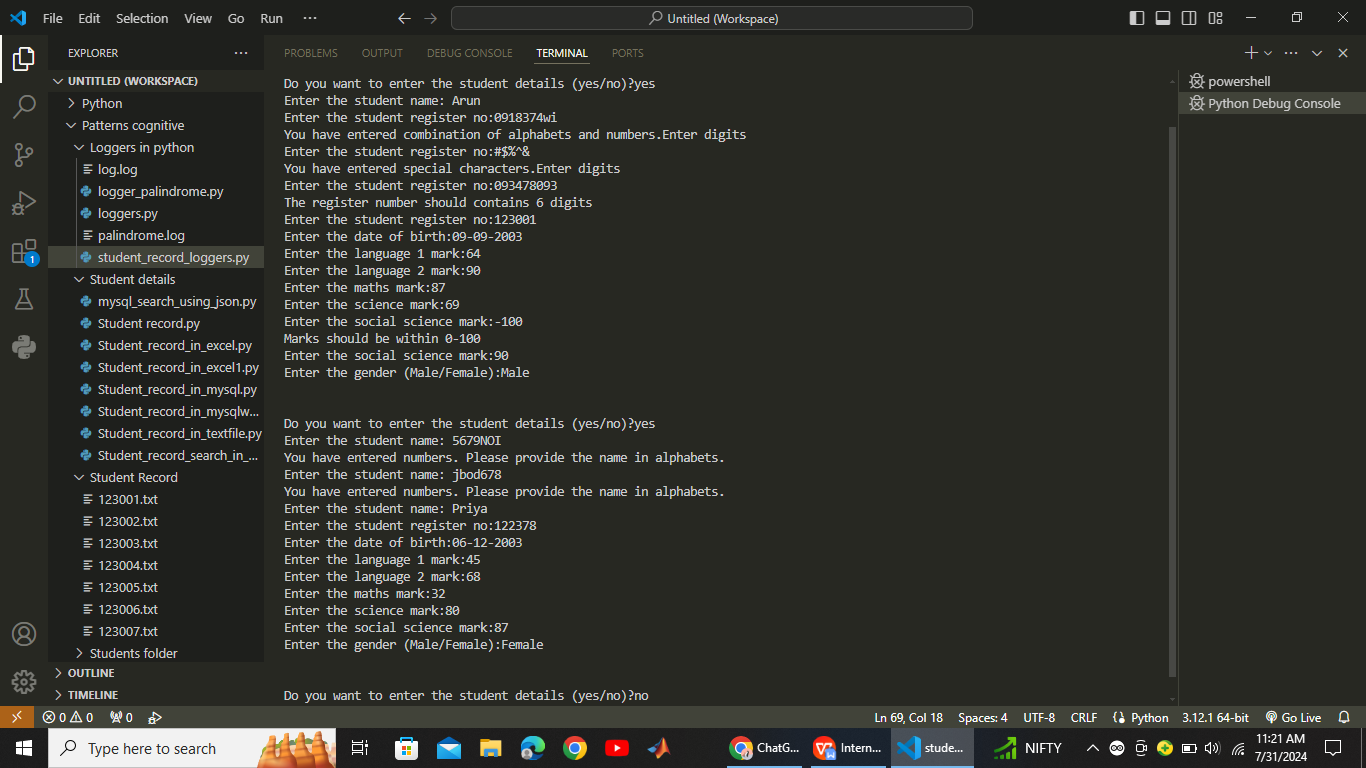 File Edit Selection View Go Run ··· Untitled (Workspace)
EXPLORER ···
UNTITLED (WORKSPACE)
Python
Patterns cognitive
Loggers in python
log.log
logger_palindrome.py
loggers.py
palindrome.log
student_record_loggers.py
Student details
mysql_search_using_json.py
Student record.py
Student_record_in_excel.py
Student_record_in_excel1.py
Student_record_in_mysql.py
Student_record_in_mysqlw...
Student_record_in_textfile.py
Student_record_search_in_...
Student Record
123001.txt
123002.txt
123003.txt
123004.txt
123005.txt
123006.txt
123007.txt
Students folder
OUTLINE
TIMELINE
1
PROBLEMS OUTPUT DEBUG CONSOLE TERMINAL PORTS
Do you want to enter the student details (yes/no)?yes
Enter the student name: Arun
Enter the student register no:0918374wi
You have entered combination of alphabets and numbers.Enter digits
Enter the student register no:#$%^&
You have entered special characters.Enter digits
Enter the student register no:093478093
The register number should contains 6 digits
Enter the student register no:123001
Enter the date of birth:09-09-2003
Enter the language 1 mark:64
Enter the language 2 mark:90
Enter the maths mark:87
Enter the science mark:69
Enter the social science mark:-100
Marks should be within 0-100
Enter the social science mark:90
Enter the gender (Male/Female):Male
Do you want to enter the student details (yes/no)?yes
Enter the student name: 5679NOI
You have entered numbers. Please provide the name in alphabets.
Enter the student name: jbod678
You have entered numbers. Please provide the name in alphabets.
Enter the student name: Priya
Enter the student register no:122378
Enter the date of birth:06-12-2003
Enter the language 1 mark:45
Enter the language 2 mark:68
Enter the maths mark:32
Enter the science mark:80
Enter the social science mark:87
Enter the gender (Male/Female):Female
Do you want to enter the student details (yes/no)?no
powershell
Python Debug Console
0 0 0 Ln 69, Col 18 Spaces: 4 UTF-8 CRLF Python 3.12.1 64-bit Go Live
Type here to search ChatG... Intern... stude... NIFTY 11:21 AM
7/31/2024